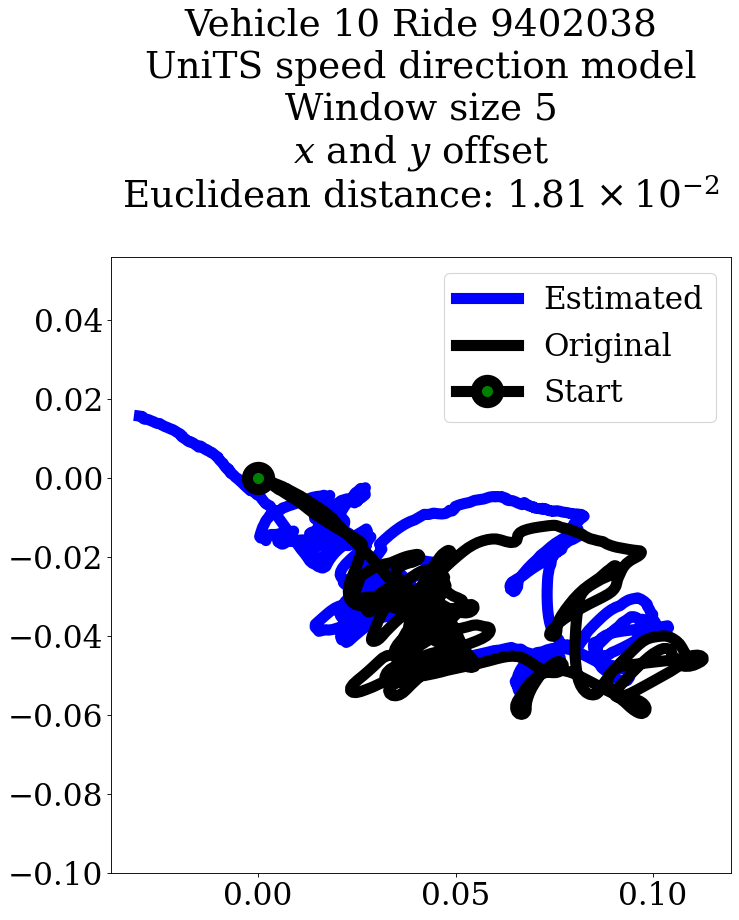 Vehicle 10 Ride 9402038
UniTS speed direction model
Window size 5
x and y offset
Euclidean distance: 1.81 × 10⁻²
Estimated
Original
Start
0.04
0.02
0.00
−0.02
−0.04
−0.06
−0.08
−0.10
0.00 0.05 0.10